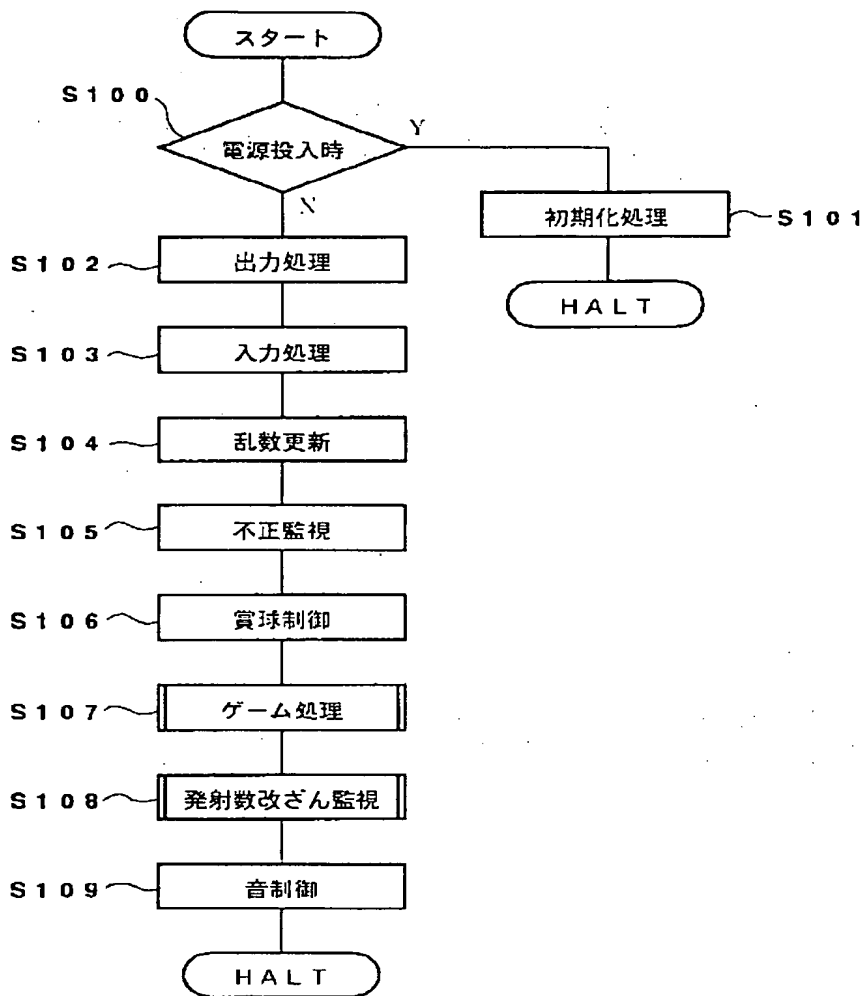 スタート
S100
電源投入時
Y
N
初期化処理
S101
HALT
S102
出力処理
S103
入力処理
S104
乱数更新
S105
不正監視
S106
賞球制御
S107
ゲーム処理
S108
発射数改ざん監視
S109
音制御
HALT